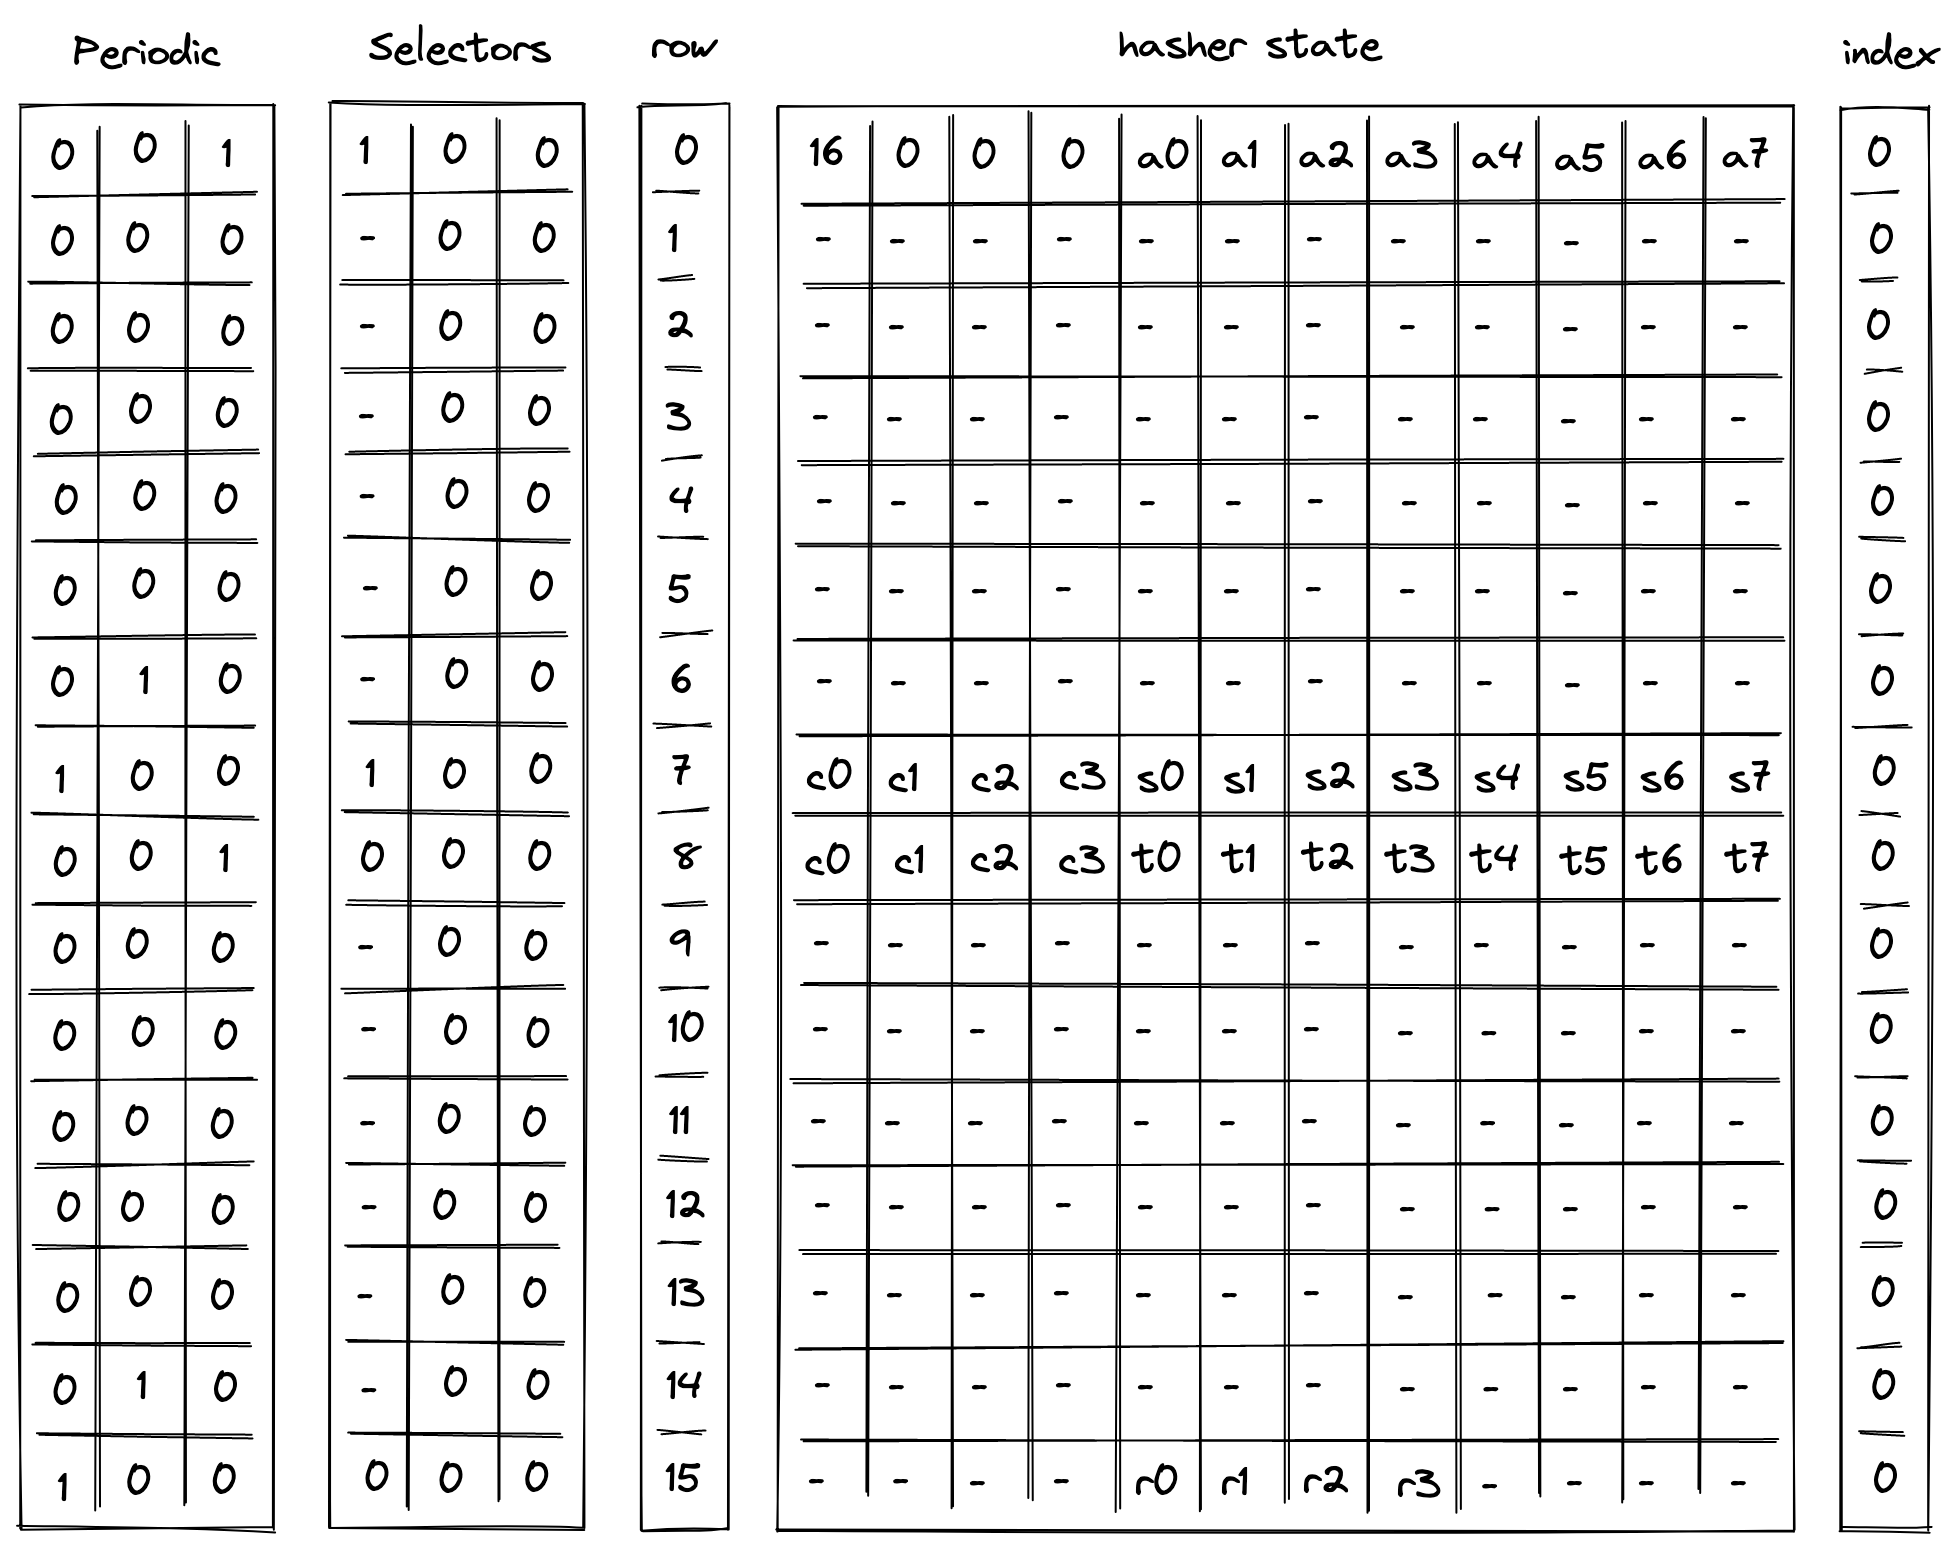 Periodic Selectors row hasher state index
0 0 1 1 0 0 0 16 0 0 0 a0 a1 a2 a3 a4 a5 a6 a7 0
0 0 0 - 0 0 1 - - - - - - - - - - - - 0
0 0 0 - 0 0 2 - - - - - - - - - - - - 0
0 0 0 - 0 0 3 - - - - - - - - - - - - 0
0 0 0 - 0 0 4 - - - - - - - - - - - - 0
0 0 0 - 0 0 5 - - - - - - - - - - - - 0
0 1 0 - 0 0 6 - - - - - - - - - - - - 0
1 0 0 1 0 0 7 c0 c1 c2 c3 s0 s1 s2 s3 s4 s5 s6 s7 0
0 0 1 0 0 0 8 c0 c1 c2 c3 t0 t1 t2 t3 t4 t5 t6 t7 0
0 0 0 - 0 0 9 - - - - - - - - - - - - 0
0 0 0 - 0 0 10 - - - - - - - - - - - - 0
0 0 0 - 0 0 11 - - - - - - - - - - - - 0
0 0 0 - 0 0 12 - - - - - - - - - - - - 0
0 0 0 - 0 0 13 - - - - - - - - - - - - 0
0 1 0 - 0 0 14 - - - - - - - - - - - - 0
1 0 0 0 0 0 15 - - - - r0 r1 r2 r3 - - - - 0